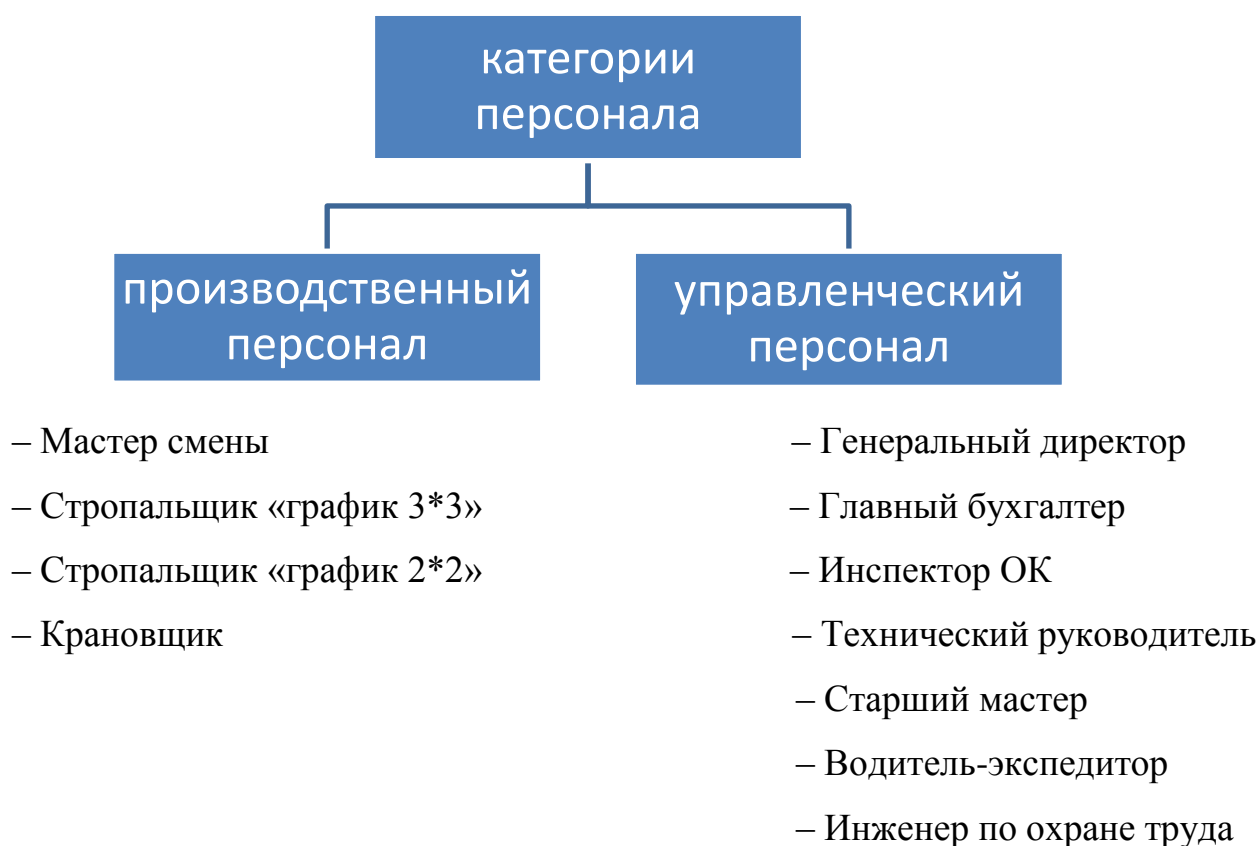 категории
персонала
производственный
персонал
управленческий
персонал
– Мастер смены
– Стропальщик «график 3*3»
– Стропальщик «график 2*2»
– Крановщик
– Генеральный директор
– Главный бухгалтер
– Инспектор ОК
– Технический руководитель
– Старший мастер
– Водитель-экспедитор
– Инженер по охране труда